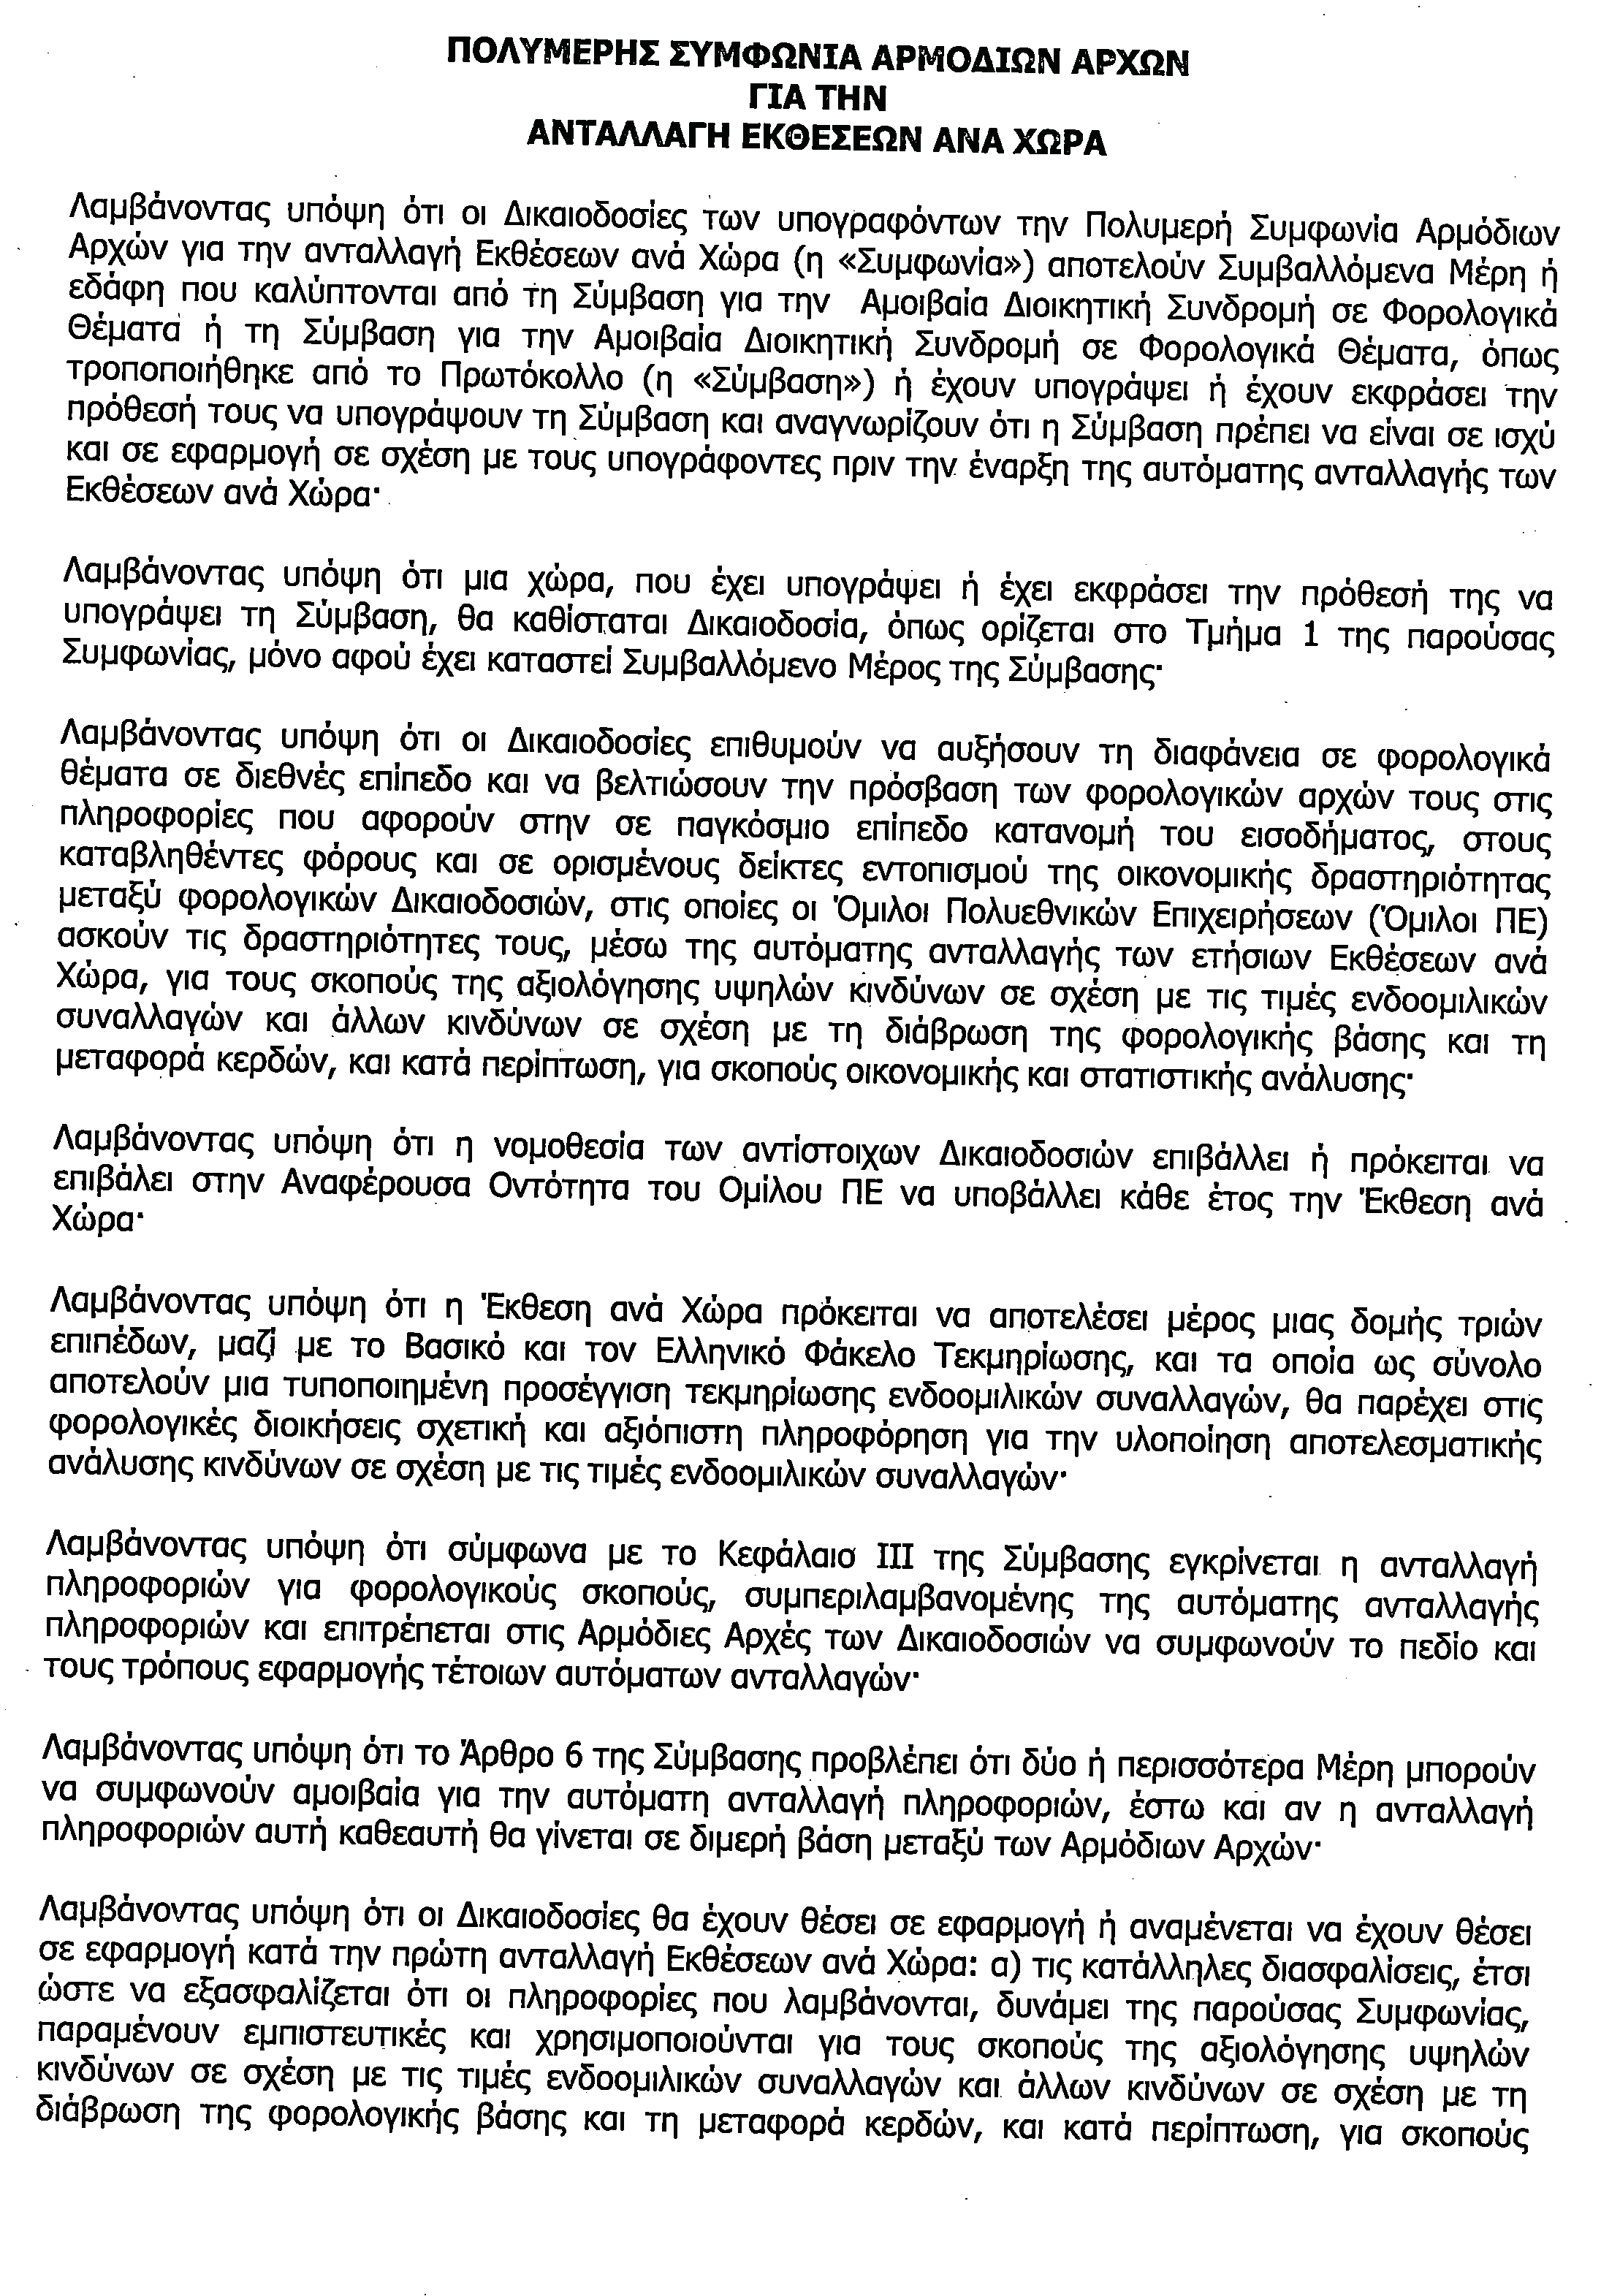 ΠΟΛΥΜΕΡΗΣ ΣΥΜΦΩΝΙΑ ΑΡΜΟΔΙΩΝ ΑΡΧΩΝ
ΓΙΑ ΤΗΝ
ΑΝΤΑΛΛΑΓΗ ΕΚΘΕΣΕΩΝ ΑΝΑ ΧΩΡΑ
Λαμβάνοντας υπόψη ότι οι Δικαιοδοσίες των υπογραφόντων την Πολυμερή Συμφωνία Αρμόδιων
Αρχών για την ανταλλαγή Εκθέσεων ανά Χώρα (η «Συμφωνία») αποτελούν Συμβαλλόμενα Μέρη ή
εδάφη που καλύπτονται από τη Σύμβαση για την Αμοιβαία Διοικητική Συνδρομή σε Φορολογικά
Θέματα ή τη Σύμβαση για την Αμοιβαία Διοικητική Συνδρομή σε Φορολογικά Θέματα, όπως
τροποποιήθηκε από το Πρωτόκολλο (η «Σύμβαση») ή έχουν υπογράψει ή έχουν εκφράσει την
πρόθεσή τους να υπογράψουν τη Σύμβαση και αναγνωρίζουν ότι η Σύμβαση πρέπει να είναι σε ισχύ
και σε εφαρμογή σε σχέση με τους υπογράφοντες πριν την έναρξη της αυτόματης ανταλλαγής των
Εκθέσεων ανά Χώρα·
Λαμβάνοντας υπόψη ότι μια χώρα, που έχει υπογράψει ή έχει εκφράσει την πρόθεσή της να
υπογράψει τη Σύμβαση, θα καθίσταται Δικαιοδοσία, όπως ορίζεται στο Τμήμα 1 της παρούσας
Συμφωνίας, μόνο αφού έχει καταστεί Συμβαλλόμενο Μέρος της Σύμβασης·
Λαμβάνοντας υπόψη ότι οι Δικαιοδοσίες επιθυμούν να αυξήσουν τη διαφάνεια σε φορολογικά
θέματα σε διεθνές επίπεδο και να βελτιώσουν την πρόσβαση των φορολογικών αρχών τους στις
πληροφορίες που αφορούν στην σε παγκόσμιο επίπεδο κατανομή του εισοδήματος, στους
καταβληθέντες φόρους και σε ορισμένους δείκτες εντοπισμού της οικονομικής δραστηριότητας
μεταξύ φορολογικών Δικαιοδοσιών, στις οποίες οι Όμιλοι Πολυεθνικών Επιχειρήσεων (Όμιλοι ΠΕ)
ασκούν τις δραστηριότητες τους, μέσω της αυτόματης ανταλλαγής των ετήσιων Εκθέσεων ανά
Χώρα, για τους σκοπούς της αξιολόγησης υψηλών κινδύνων σε σχέση με τις τιμές ενδοομιλικών
συναλλαγών και άλλων κινδύνων σε σχέση με τη διάβρωση της φορολογικής βάσης και τη
μεταφορά κερδών, και κατά περίπτωση, για σκοπούς οικονομικής και στατιστικής ανάλυσης·
Λαμβάνοντας υπόψη ότι η νομοθεσία των αντίστοιχων Δικαιοδοσιών επιβάλλει ή πρόκειται να
επιβάλει στην Αναφέρουσα Οντότητα του Ομίλου ΠΕ να υποβάλλει κάθε έτος την Έκθεση ανά
Χώρα·
Λαμβάνοντας υπόψη ότι η Έκθεση ανά Χώρα πρόκειται να αποτελέσει μέρος μιας δομής τριών
επιπέδων, μαζί με το Βασικό και τον Ελληνικό Φάκελο Τεκμηρίωσης, και τα οποία ως σύνολο
αποτελούν μια τυποποιημένη προσέγγιση τεκμηρίωσης ενδοομιλικών συναλλαγών, θα παρέχει στις
φορολογικές διοικήσεις σχετική και αξιόπιστη πληροφόρηση για την υλοποίηση αποτελεσματικής
ανάλυσης κινδύνων σε σχέση με τις τιμές ενδοομιλικών συναλλαγών·
Λαμβάνοντας υπόψη ότι σύμφωνα με το Κεφάλαιο III της Σύμβασης εγκρίνεται η ανταλλαγή
πληροφοριών για φορολογικούς σκοπούς, συμπεριλαμβανομένης της αυτόματης ανταλλαγής
πληροφοριών και επιτρέπεται στις Αρμόδιες Αρχές των Δικαιοδοσιών να συμφωνούν το πεδίο και
τους τρόπους εφαρμογής τέτοιων αυτόματων ανταλλαγών·
Λαμβάνοντας υπόψη ότι το Άρθρο 6 της Σύμβασης προβλέπει ότι δύο ή περισσότερα Μέρη μπορούν
να συμφωνούν αμοιβαία για την αυτόματη ανταλλαγή πληροφοριών, έστω και αν η ανταλλαγή
πληροφοριών αυτή καθεαυτή θα γίνεται σε διμερή βάση μεταξύ των Αρμόδιων Αρχών·
Λαμβάνοντας υπόψη ότι οι Δικαιοδοσίες θα έχουν θέσει σε εφαρμογή ή αναμένεται να έχουν θέσει
σε εφαρμογή κατά την πρώτη ανταλλαγή Εκθέσεων ανά Χώρα: α) τις κατάλληλες διασφαλίσεις, έτσι
ώστε να εξασφαλίζεται ότι οι πληροφορίες που λαμβάνονται, δυνάμει της παρούσας Συμφωνίας,
παραμένουν εμπιστευτικές και χρησιμοποιούνται για τους σκοπούς της αξιολόγησης υψηλών
κινδύνων σε σχέση με τις τιμές ενδοομιλικών συναλλαγών και άλλων κινδύνων σε σχέση με τη
διάβρωση της φορολογικής βάσης και τη μεταφορά κερδών, και κατά περίπτωση, για σκοπούς